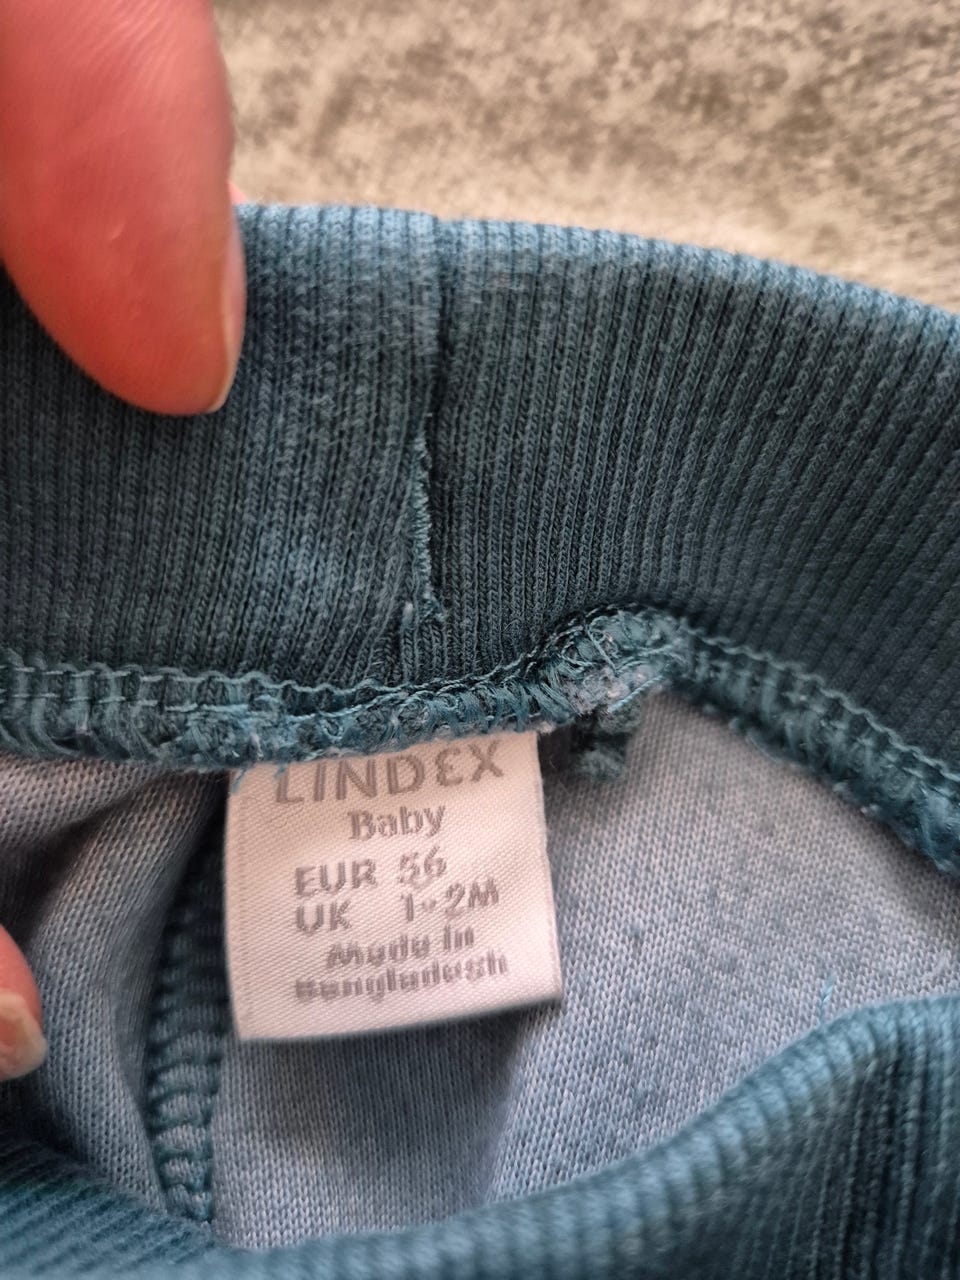 LINDEX
Baby
EUR 56
UK 1-2M
Made in
Bangladesh